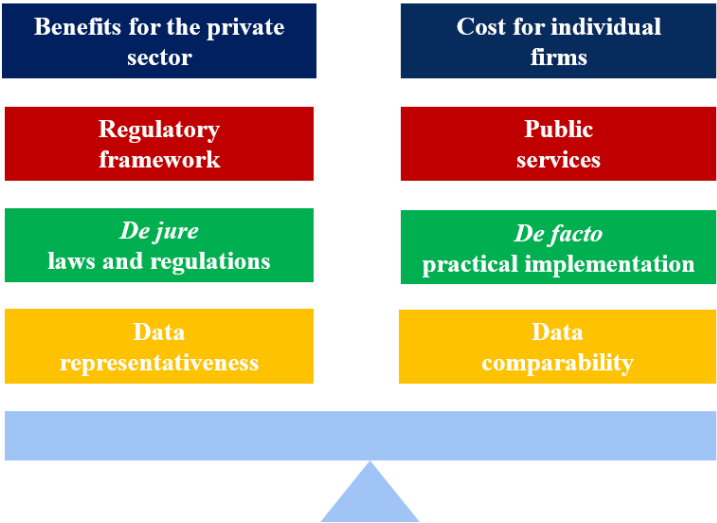 Benefits for the private
sector
Cost for individual
firms
Regulatory
framework
Public
services
De jure
laws and regulations
De facto
practical implementation
Data
representativeness
Data
comparability